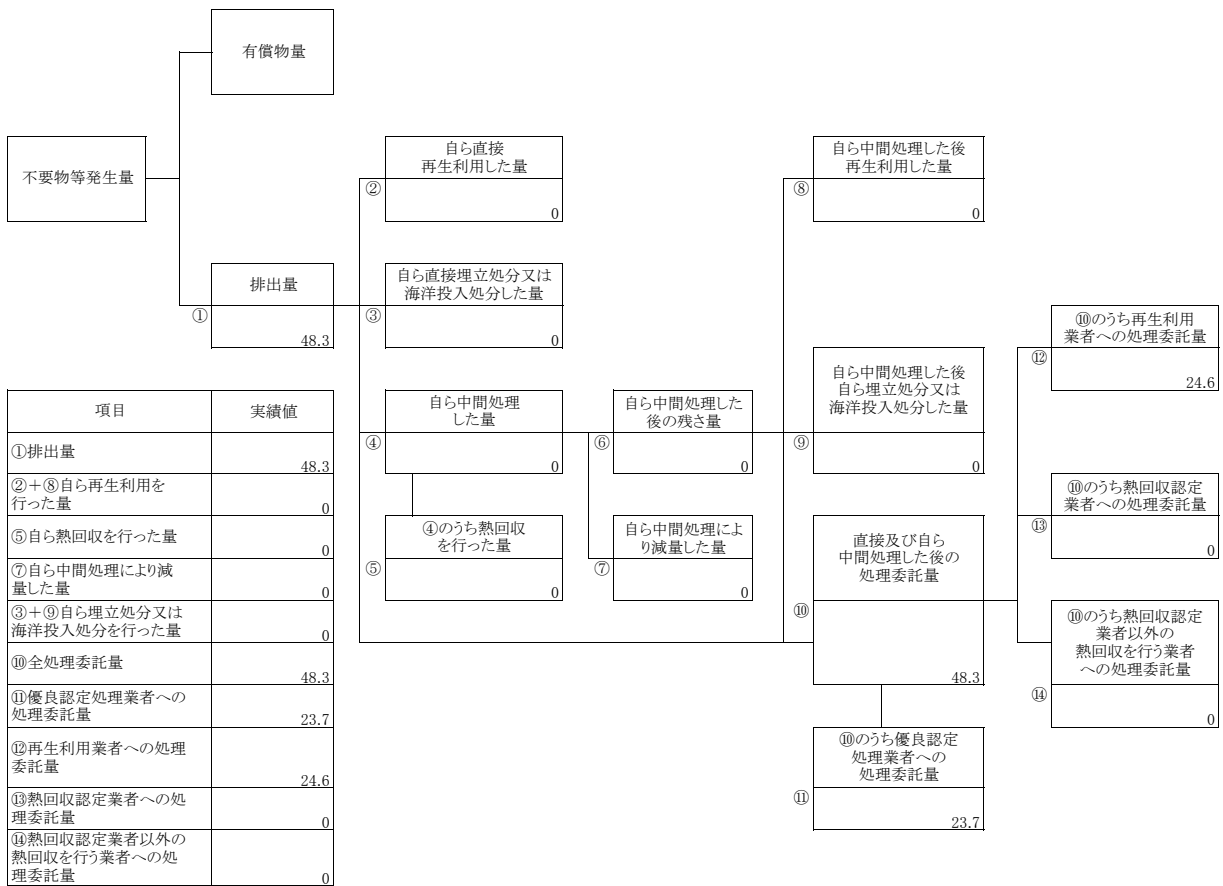 有償物量
不要物等発生量
自ら直接
再生利用した量
②
0
自ら中間処理した後
再生利用した量
⑧
0
排出量
①
48.3
自ら直接埋立処分又は
海洋投入処分した量
③
0
⑩のうち再生利用
業者への処理委託量
⑫
24.6
自ら中間処理した後
自ら埋立処分又は
海洋投入処分した量
⑨
0
自ら中間処理
した量
④
0
自ら中間処理した
後の残さ量
⑥
0
⑩のうち熱回収認定
業者への処理委託量
⑬
0
④のうち熱回収
を行った量
⑤
0
自ら中間処理によ
り減量した量
⑦
0
直接及び自ら
中間処理した後の
処理委託量
⑩
48.3
⑩のうち熱回収認定
業者以外の
熱回収を行う業者
への処理委託量
⑭
0
⑩のうち優良認定
処理業者への
処理委託量
⑪
23.7
項目 実績値
①排出量
48.3
②+⑧自ら再生利用を
行った量
0
⑤自ら熱回収を行った量
0
⑦自ら中間処理により減
量した量
0
③+⑨自ら埋立処分又は
海洋投入処分を行った量
0
⑩全処理委託量
48.3
⑪優良認定処理業者への
処理委託量
23.7
⑫再生利用業者への処理
委託量
24.6
⑬熱回収認定業者への処
理委託量
0
⑭熱回収認定業者以外の
熱回収を行う業者への処
理委託量
0